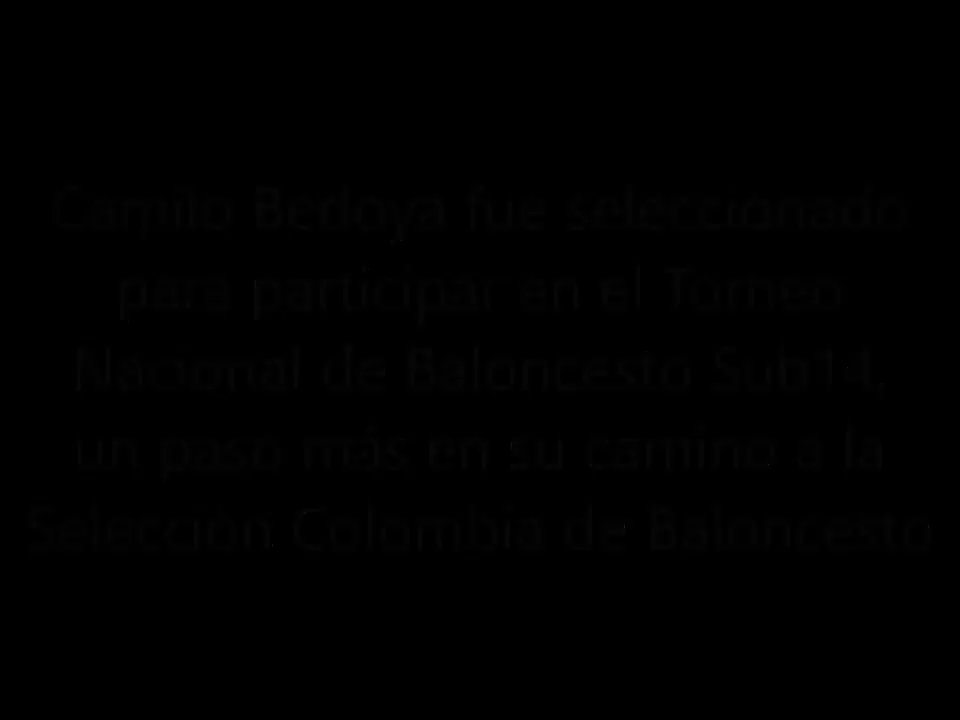 Camilo Bedoya fue seleccionado
para participar en el Torneo
Nacional de Baloncesto Sub14,
un paso más en su camino a la
Selección Colombia de Baloncesto